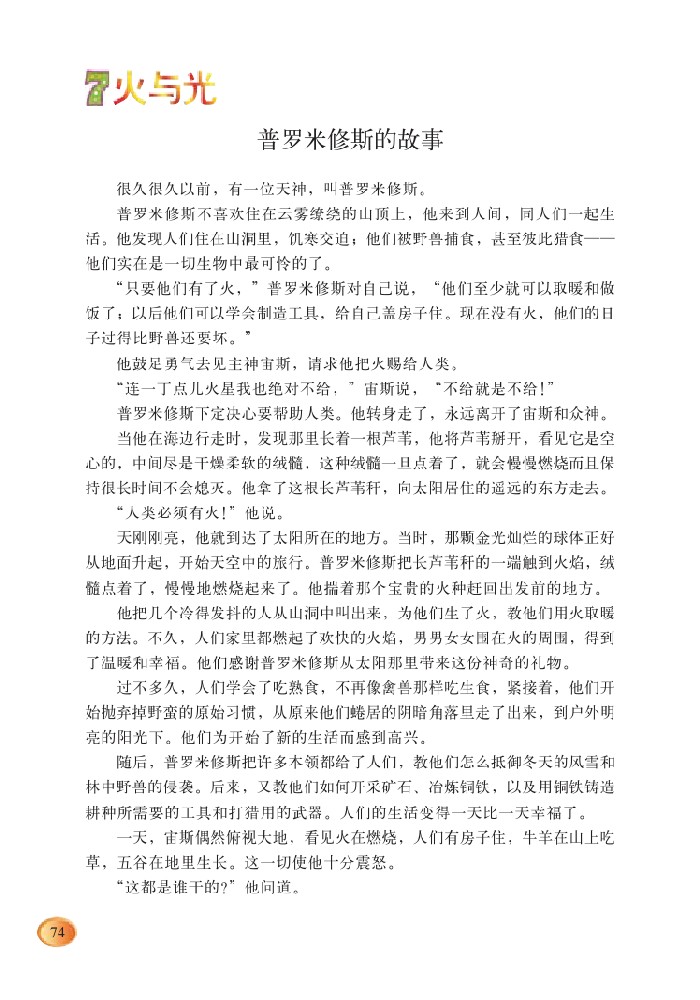 7 火与光
普罗米修斯的故事
很久很久以前，有一位天神，叫普罗米修斯。
普罗米修斯不喜欢住在云雾缭绕的山顶上，他来到人间，同人们一起生
活。他发现人们住在山洞里，饥寒交迫；他们被野兽捕食，甚至彼此猎食——
他们实在是一切生物中最可怜的了。
“只要他们有了火，”普罗米修斯对自己说，“他们至少就可以取暖和做
饭了；以后他们可以学会制造工具，给自己盖房子住。现在没有火，他们的日
子过得比野兽还要坏。”
他鼓足勇气去见主神宙斯，请求他把火赐给人类。
“连一丁点儿火星我也绝对不给，”宙斯说，“不给就是不给！”
普罗米修斯下定决心要帮助人类。他转身走了，永远离开了宙斯和众神。
当他在海边行走时，发现那里长着一根芦苇，他将芦苇掰开，看见它是空
心的，中间尽是干燥柔软的绒髓，这种绒髓一旦点着了，就会慢慢燃烧而且保
持很长时间不会熄灭。他拿了这根长芦苇秆，向太阳居住的遥远的东方走去。
“人类必须有火！”他说。
天刚刚亮，他就到达了太阳所在的地方。当时，那颗金光灿烂的球体正好
从地面升起，开始天空中的旅行。普罗米修斯把长芦苇秆的一端触到火焰，绒
髓点着了，慢慢地燃烧起来了。他揣着那个宝贵的火种赶回出发前的地方。
他把几个冷得发抖的人从山洞中叫出来，为他们生了火，教他们用火取暖
的方法。不久，人们家里都燃起了欢快的火焰，男男女女围在火的周围，得到
了温暖和幸福。他们感谢普罗米修斯从太阳那里带来这份神奇的礼物。
过不多久，人们学会了吃熟食，不再像禽兽那样吃生食，紧接着，他们开
始抛弃掉野蛮的原始习惯，从原来他们蜷居的阴暗角落里走了出来，到户外明
亮的阳光下。他们为开始了新的生活而感到高兴。
随后，普罗米修斯把许多本领都给了人们，教他们怎么抵御冬天的风雪和
林中野兽的侵袭。后来，又教他们如何开采矿石、冶炼铜铁，以及用铜铁铸造
耕种所需要的工具和打猎用的武器。人们的生活变得一天比一天幸福了。
一天，宙斯偶然俯视大地，看见火在燃烧，人们有房子住，牛羊在山上吃
草，五谷在地里生长。这一切使他十分震怒。
“这都是谁干的？”他问道。
74